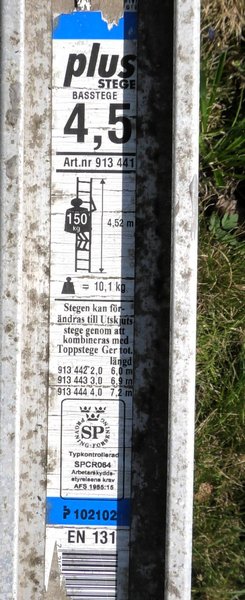 plus
STEGE
BASSTEGE
4,5
Art.nr 913 441
150
kg
4,52 m
= 10,1 kg
Stegen kan för-
ändras till Utskjuts
stege genom att
kombineras med
Toppstege Ger tot.
längd
913 442 2,0 6,0 m
913 443 3,0 6,9 m
913 444 4,0 7,2 m
SP
Typkontrollerad
SPCR064
Arbetarskydds-
styrelsens krav
AFS 1985:15
P 102102
EN 131